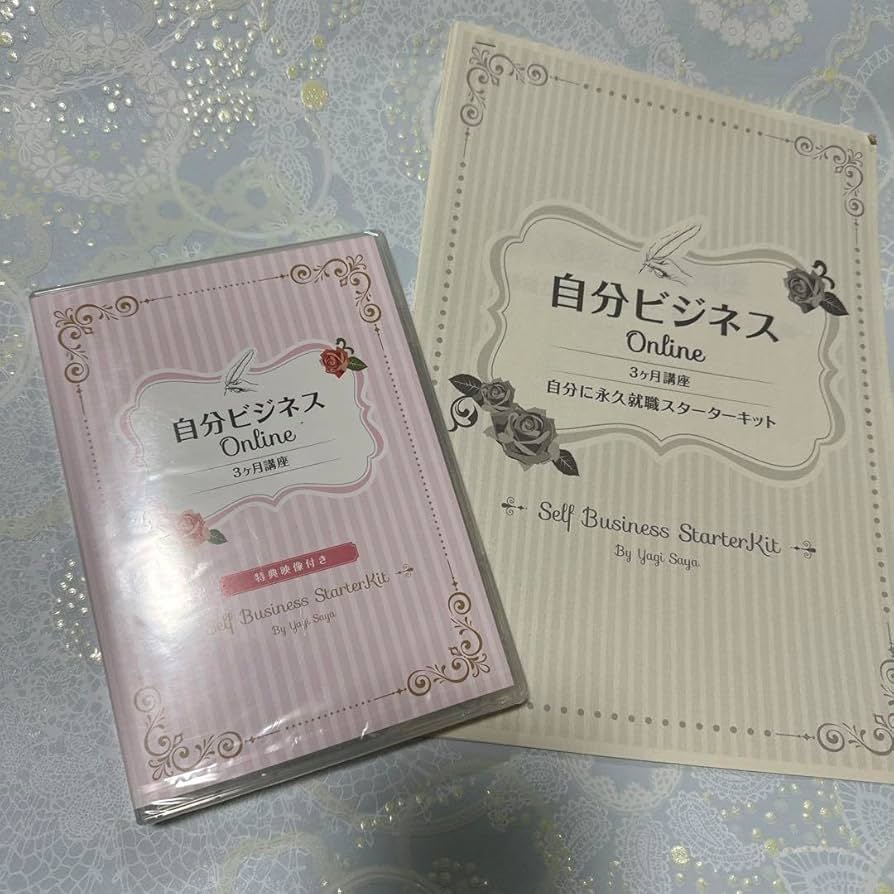 自分ビジネス
Online
3ヶ月講座
特典映像付き
Self Business StarterKit
By Yagi Saya
自分ビジネス
Online
3ヶ月講座
自分に永久就職スターターキット
Self Business StarterKit
By Yagi Saya